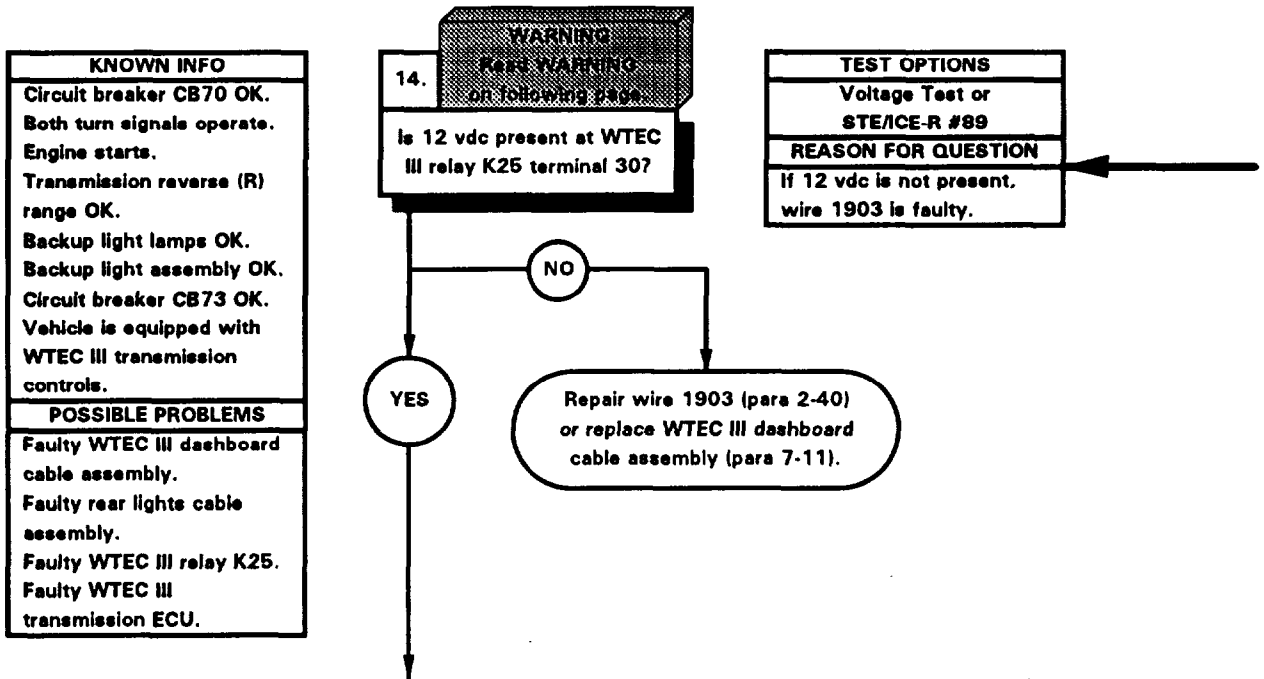 KNOWN INFO
Circuit breaker CB70 OK.
Both turn signals operate.
Engine starts.
Transmission reverse (R)
range OK.
Backup light lamps OK.
Backup light assembly OK.
Circuit breaker CB73 OK.
Vehicle is equipped with
WTEC III transmission
controls.
POSSIBLE PROBLEMS
Faulty WTEC III dashboard
cable assembly.
Faulty rear lights cable
assembly.
Faulty WTEC III relay K25.
Faulty WTEC III
transmission ECU.
WARNING
Read WARNING
on following page.
14.
Is 12 vdc present at WTEC
III relay K25 terminal 30?
NO
YES
Repair wire 1903 (para 2-40)
or replace WTEC III dashboard
cable assembly (para 7-11).
TEST OPTIONS
Voltage Test or
STE/ICE-R #89
REASON FOR QUESTION
If 12 vdc is not present,
wire 1903 is faulty.